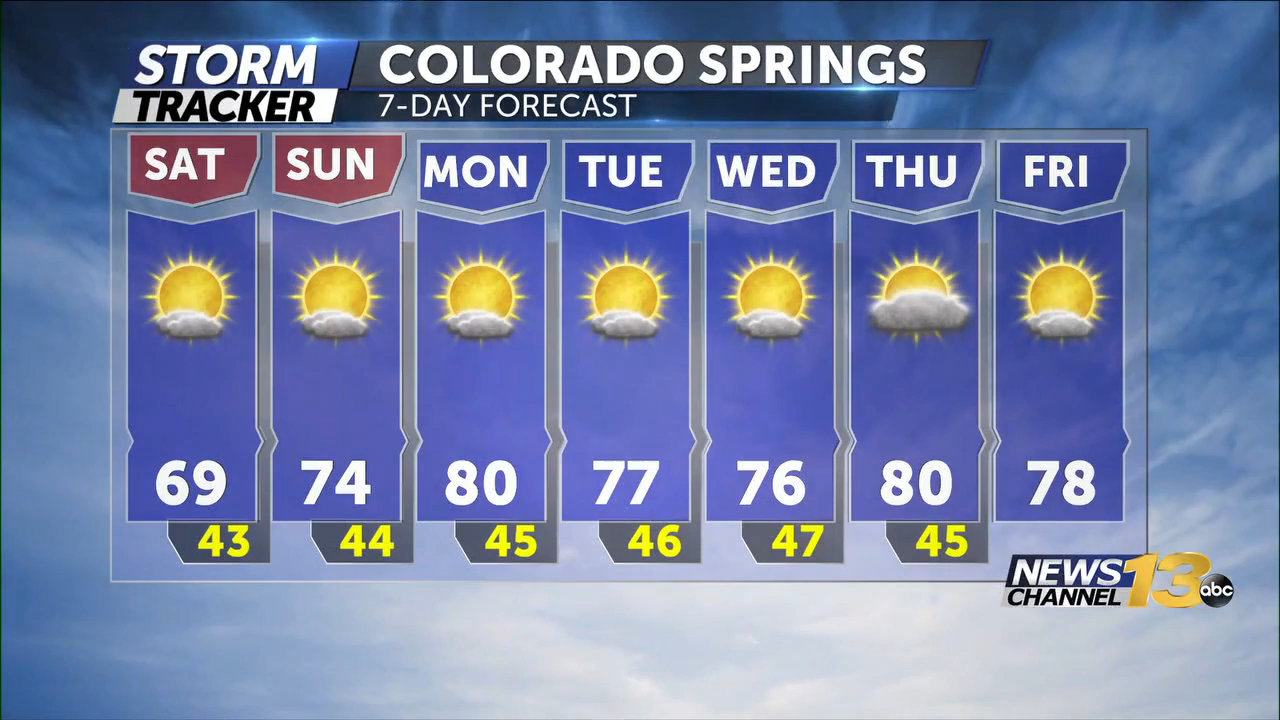 STORM
TRACKER
COLORADO SPRINGS
7-DAY FORECAST
SAT SUN MON TUE WED THU FRI
69 74 80 77 76 80 78
43 44 45 46 47 45
NEWS
CHANNEL
13
abc